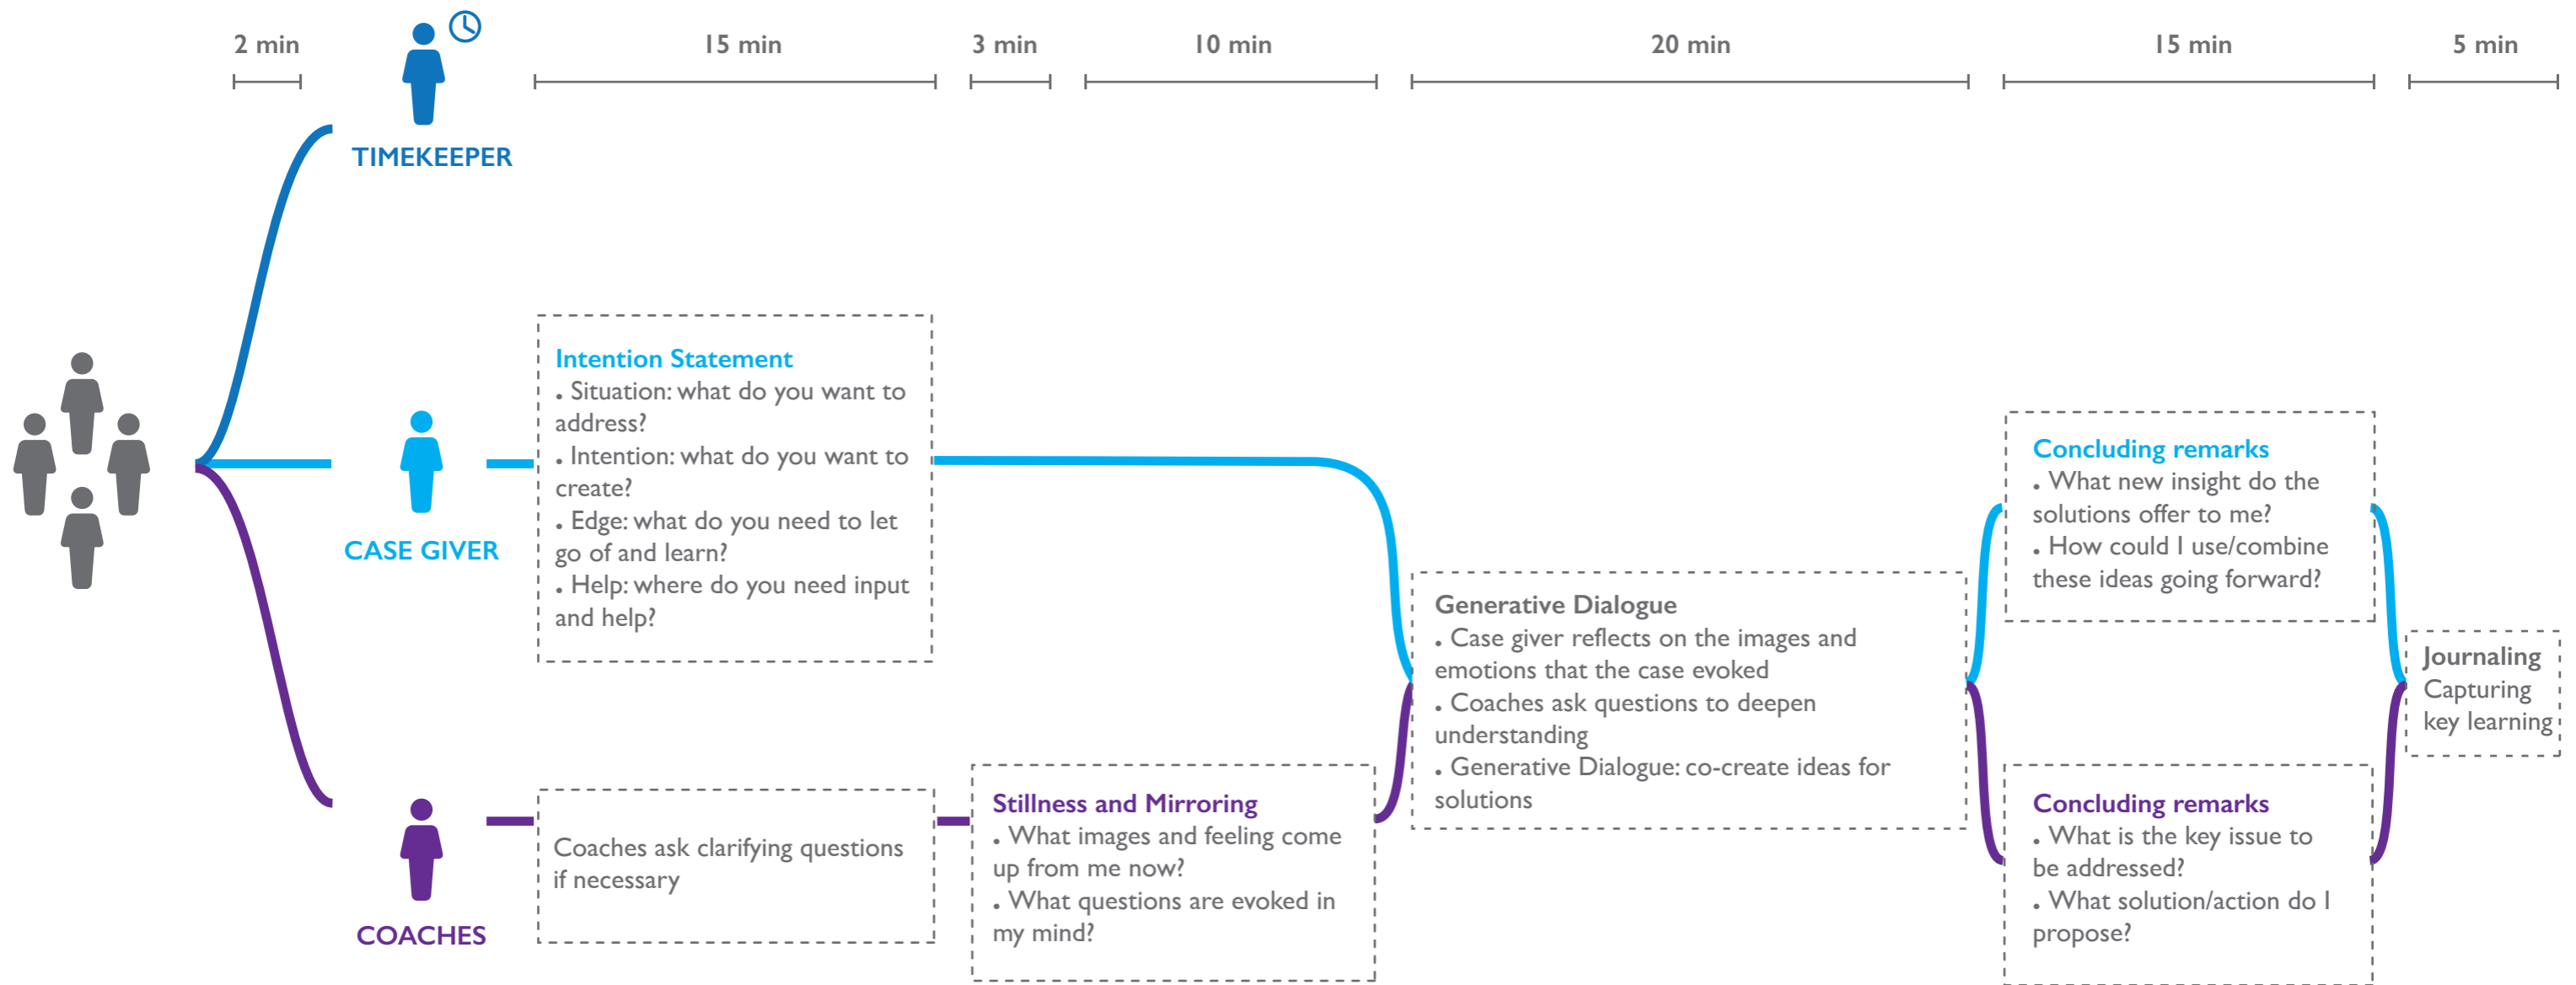 2 min
15 min
3 min
10 min
20 min
15 min
5 min
TIMEKEEPER
CASE GIVER
COACHES
Intention Statement
• Situation: what do you want to
address?
• Intention: what do you want to
create?
• Edge: what do you need to let
go of and learn?
• Help: where do you need input
and help?
Coaches ask clarifying questions
if necessary
Stillness and Mirroring
• What images and feeling come
up from me now?
• What questions are evoked in
my mind?
Generative Dialogue
• Case giver reflects on the images and
emotions that the case evoked
• Coaches ask questions to deepen
understanding
• Generative Dialogue: co-create ideas for
solutions
Concluding remarks
• What new insight do the
solutions offer to me?
• How could I use/combine
these ideas going forward?
Concluding remarks
• What is the key issue to
be addressed?
• What solution/action do I
propose?
Journaling
Capturing
key learning